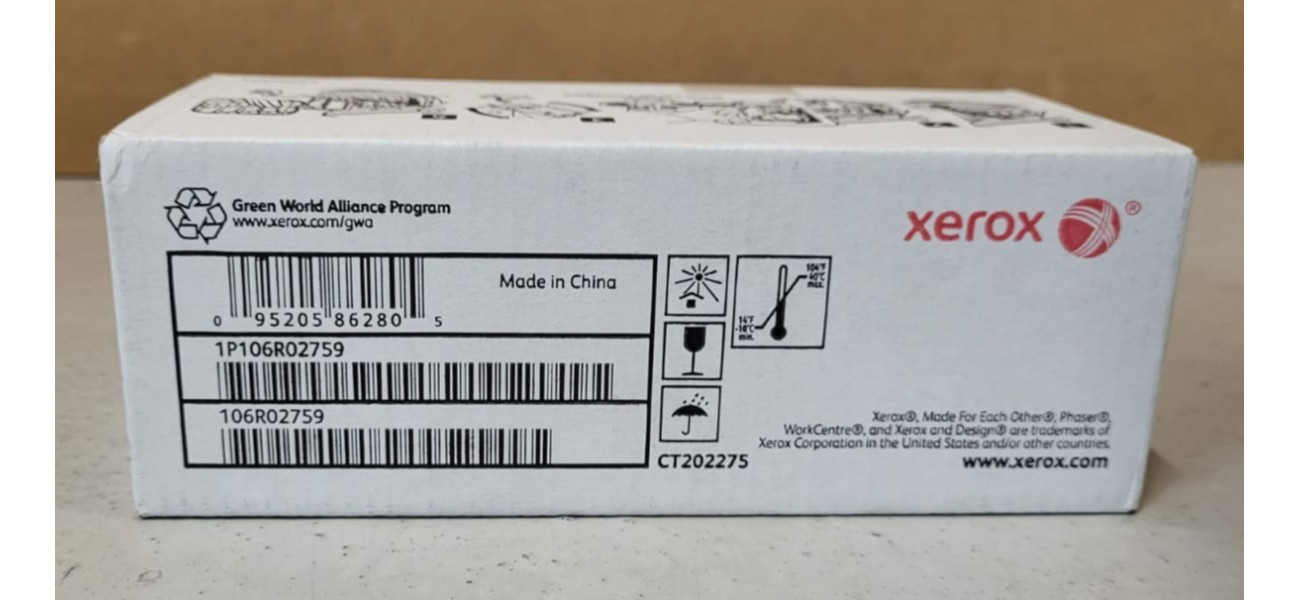 Green World Alliance Program
www.xerox.com/gwa
xerox ®
Made in China
0 95205 86280 5
1P106R02759
106R02759
104°F
40°C
max.
14°F
-10°C
min.
CT202275
Xerox®, Made For Each Other®, Phaser®,
WorkCentre®, and Xerox and Design® are trademarks of
Xerox Corporation in the United States and/or other countries.
www.xerox.com